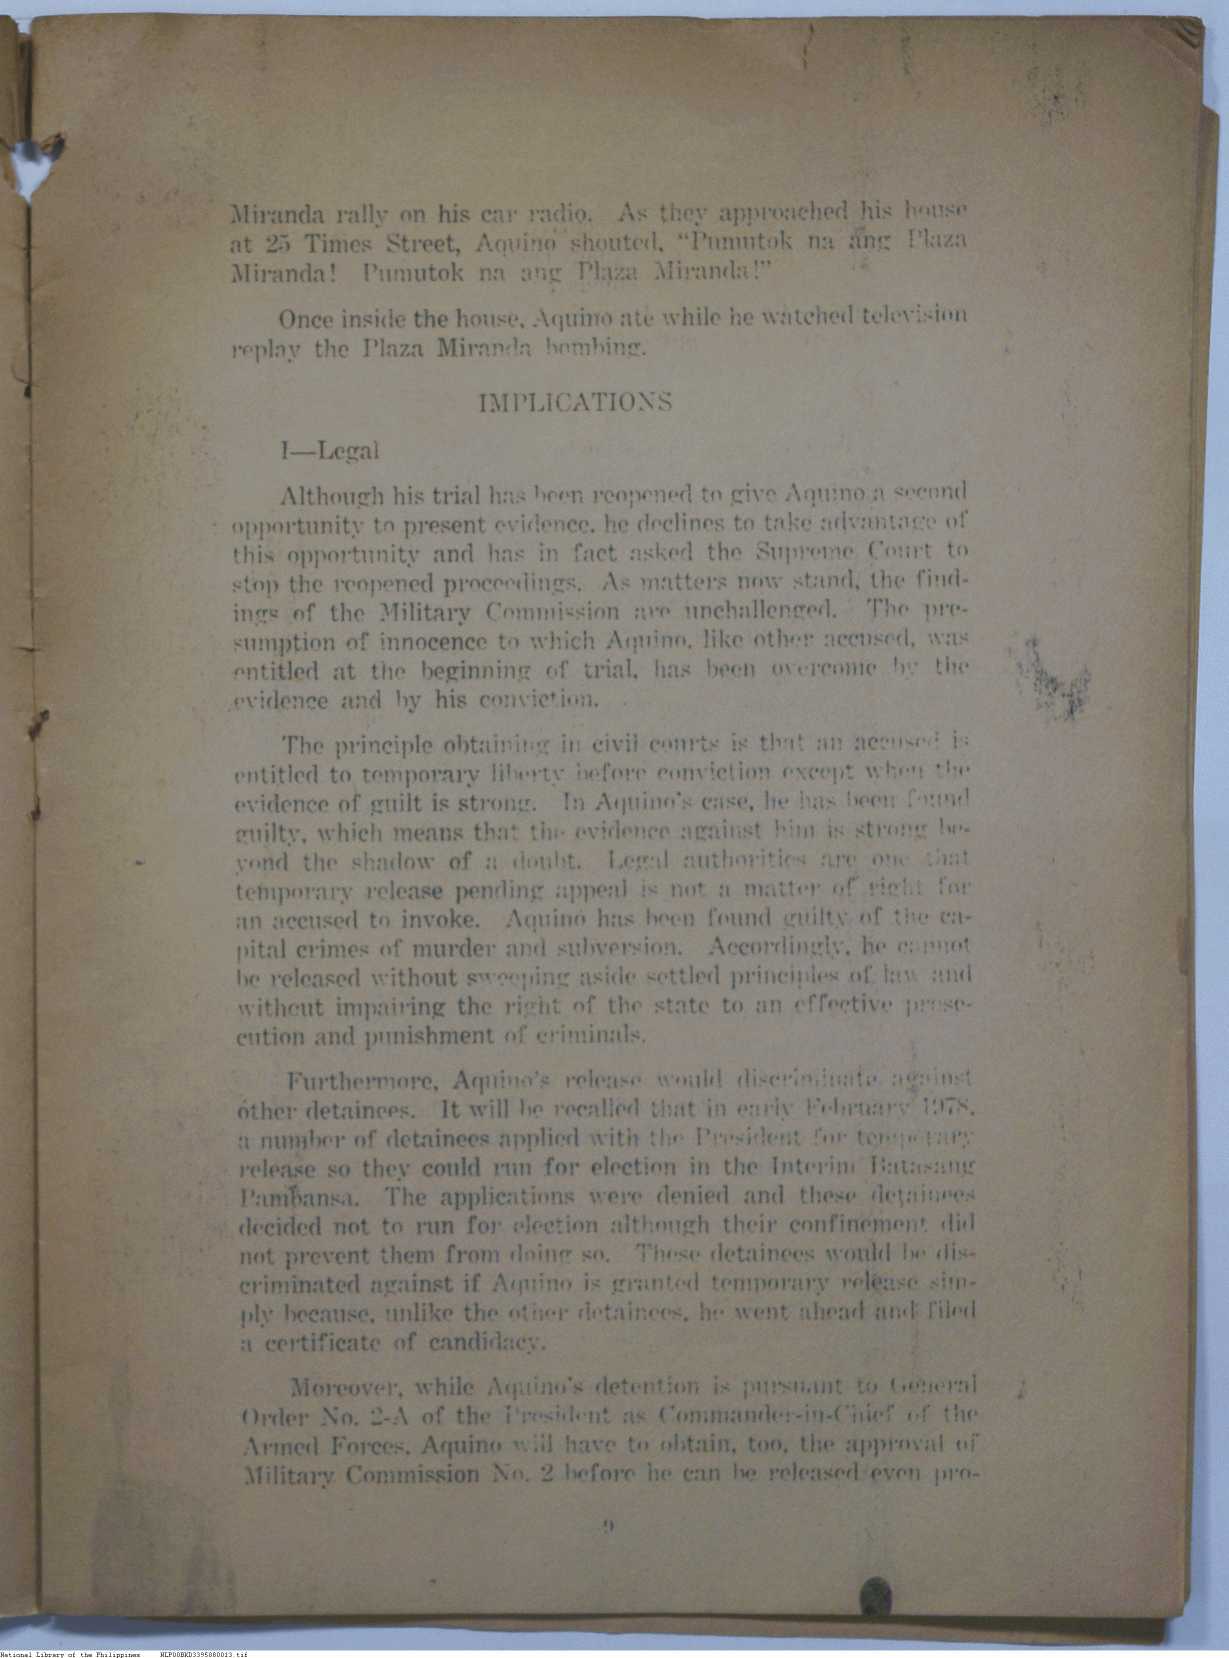 Miranda rally on his car radio. As they approached his house
at 25 Times Street, Aquino shouted, “Pumutok na ang Plaza
Miranda! Pumutok na ang Plaza Miranda!”
Once inside the house, Aquino ate while he watched television
replay the Plaza Miranda bombing.
IMPLICATIONS
I—Legal
Although his trial has been reopened to give Aquino a second
opportunity to present evidence, he declines to take advantage of
this opportunity and has in fact asked the Supreme Court to
stop the reopened proceedings. As matters now stand, the find-
ings of the Military Commission are unchallenged. The pre-
sumption of innocence to which Aquino, like other accused, was
entitled at the beginning of trial, has been overcome by the
evidence and by his conviction.
The principle obtaining in civil courts is that an accused is
entitled to temporary liberty before conviction except when the
evidence of guilt is strong. In Aquino's case, he has been found
guilty, which means that the evidence against him is strong be-
yond the shadow of a doubt. Legal authorities are one that
temporary release pending appeal is not a matter of right for
an accused to invoke. Aquino has been found guilty of the ca-
pital crimes of murder and subversion. Accordingly, he cannot
be released without sweeping aside settled principles of law and
without impairing the right of the state to an effective prose-
cution and punishment of criminals.
Furthermore, Aquino's release would discriminate against
other detainees. It will be recalled that in early February 1978,
a number of detainees applied with the President for temporary
release so they could run for election in the Interim Batasang
Pambansa. The applications were denied and these detainees
decided not to run for election although their confinement did
not prevent them from doing so. These detainees would be dis-
criminated against if Aquino is granted temporary release sim-
ply because, unlike the other detainees, he went ahead and filed
a certificate of candidacy.
Moreover, while Aquino's detention is pursuant to General
Order No. 2-A of the President as Commander-in-Chief of the
Armed Forces, Aquino will have to obtain, too, the approval of
Military Commission No. 2 before he can be released even pro-
9
National Library of the Philippines NLP00BKD3395880013.tif